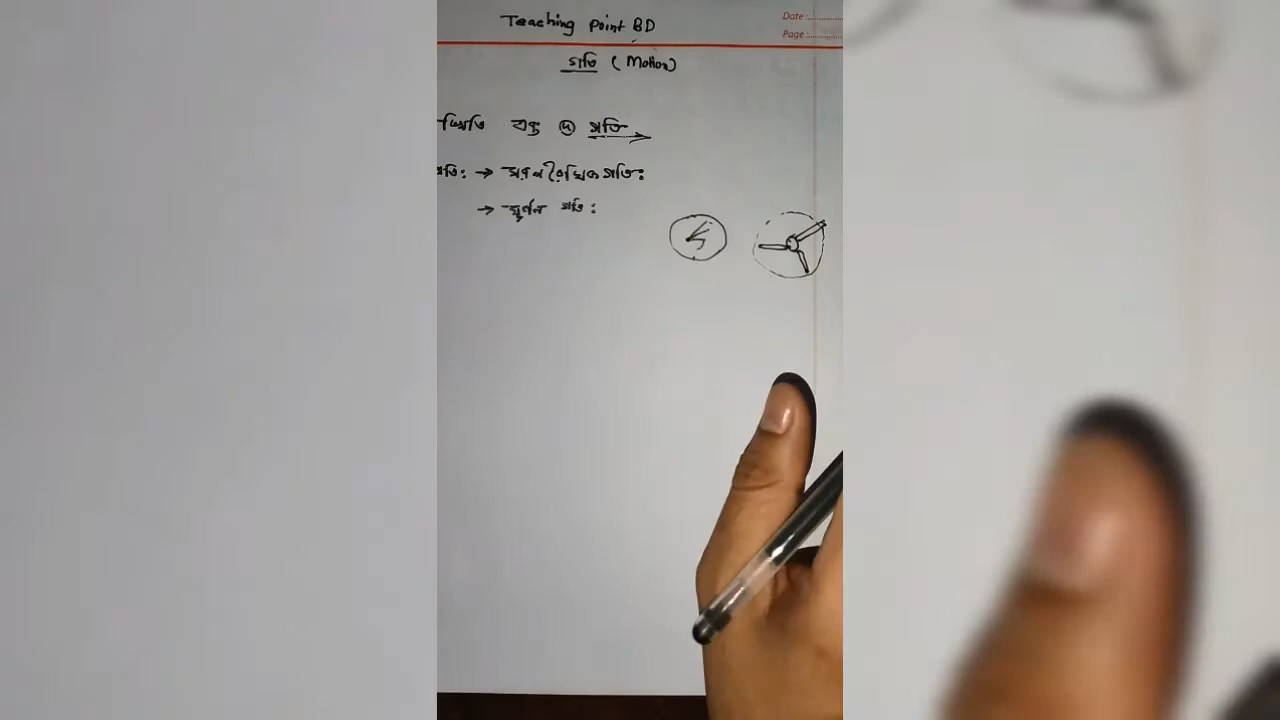 Teaching Point BD
Date :
Page :
গতি ( Motion)
বস্তু গতি
গতি: → সরলরৈখিক গতি:
→ ঘূর্ণন গতি :